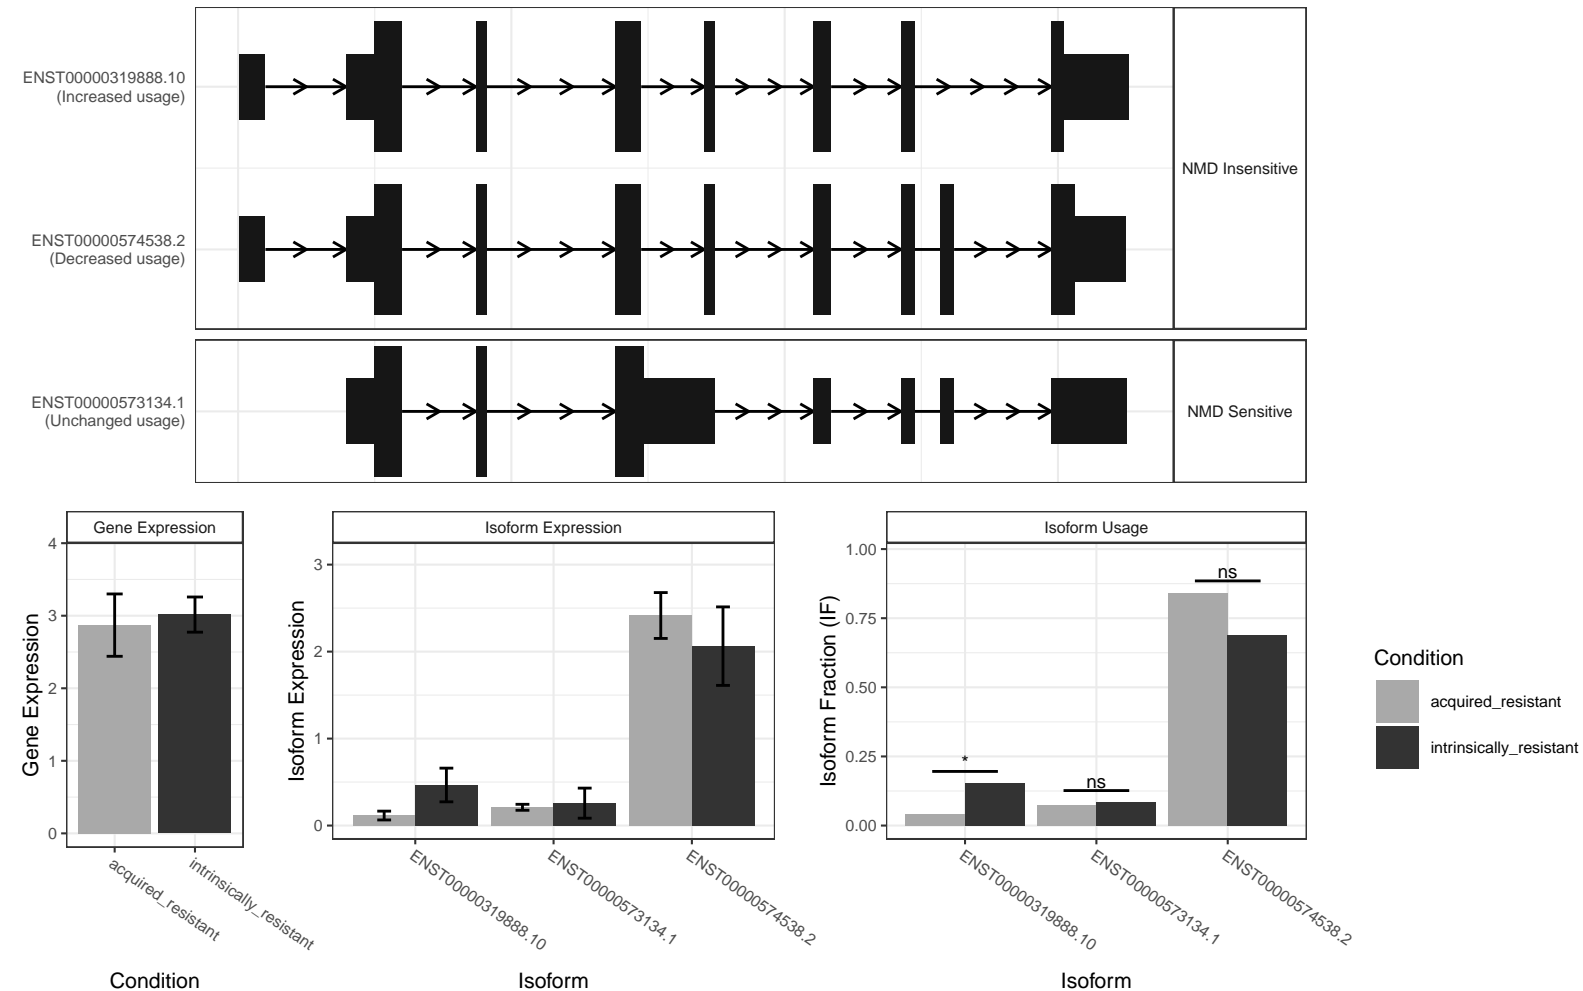 ENST00000319888.10
(Increased usage)
NMD Insensitive
ENST00000574538.2
(Decreased usage)
ENST00000573134.1
(Unchanged usage)
NMD Sensitive
Gene Expression
4
3
2
1
0
Gene Expression
acquired_resistant
intrinsically_resistant
Condition
Isoform Expression
3
2
1
0
Isoform Expression
ENST00000319888.10
ENST00000573134.1
ENST00000574538.2
Isoform
Isoform Usage
1.00
0.75
0.50
0.25
0.00
Isoform Fraction (IF)
*
ns
ns
ENST00000319888.10
ENST00000573134.1
ENST00000574538.2
Isoform
Condition
acquired_resistant
intrinsically_resistant